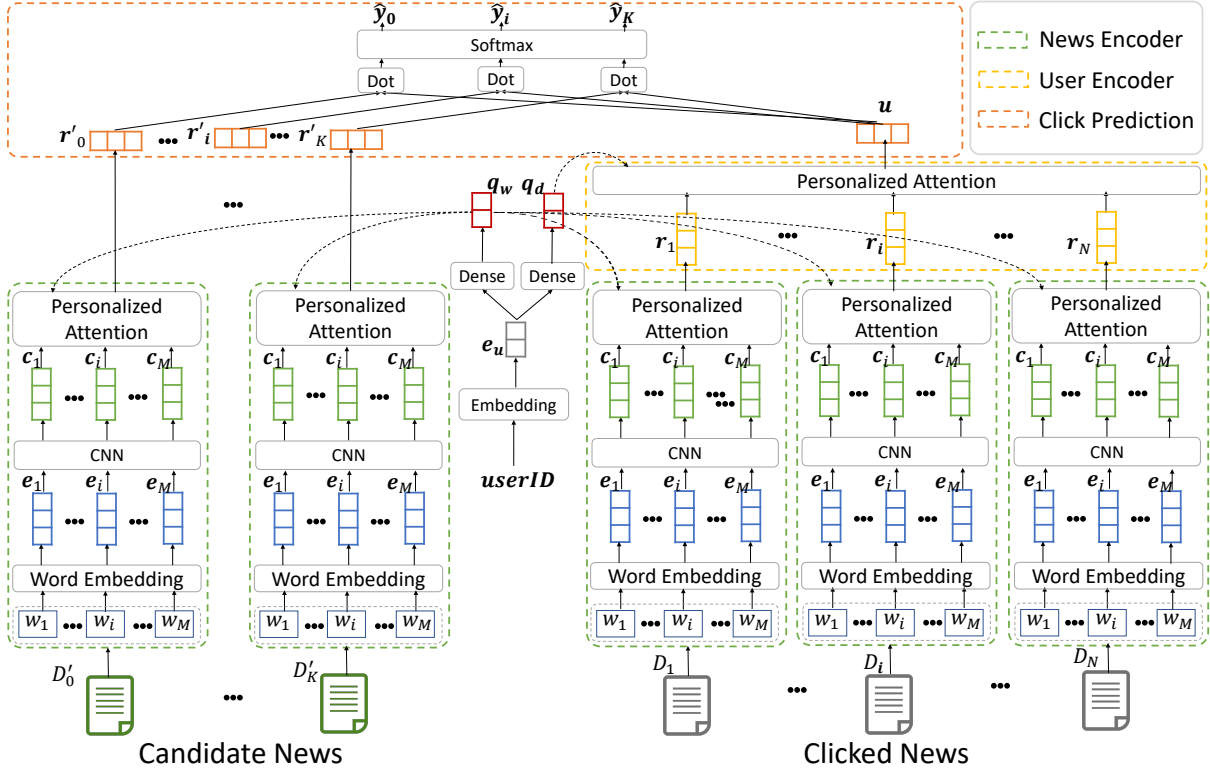 ŷ0 ŷi ŷK
Softmax
Dot Dot Dot
r'0 ••• r'i ••• r'K
u
News Encoder
User Encoder
Click Prediction
•••
qw qd
Personalized Attention
r1 ••• ri ••• rN
Dense Dense
eu
Embedding
userID
Personalized
Attention
c1 ci cM
••• •••
CNN
e1 ei eM
••• •••
Word Embedding
w1 ••• wi ••• wM
D'0
Personalized
Attention
c1 ci cM
••• •••
CNN
e1 ei eM
••• •••
Word Embedding
w1 ••• wi ••• wM
D'K
•••
Candidate News
Personalized
Attention
c1 ci cM
••• •••
•••
CNN
e1 ei eM
••• •••
Word Embedding
w1 ••• wi ••• wM
D1
Personalized
Attention
c1 ci cM
••• •••
CNN
e1 ei eM
••• •••
Word Embedding
w1 ••• wi ••• wM
Di
Personalized
Attention
c1 ci cM
••• •••
CNN
e1 ei eM
••• •••
Word Embedding
w1 ••• wi ••• wM
DN
••• •••
Clicked News